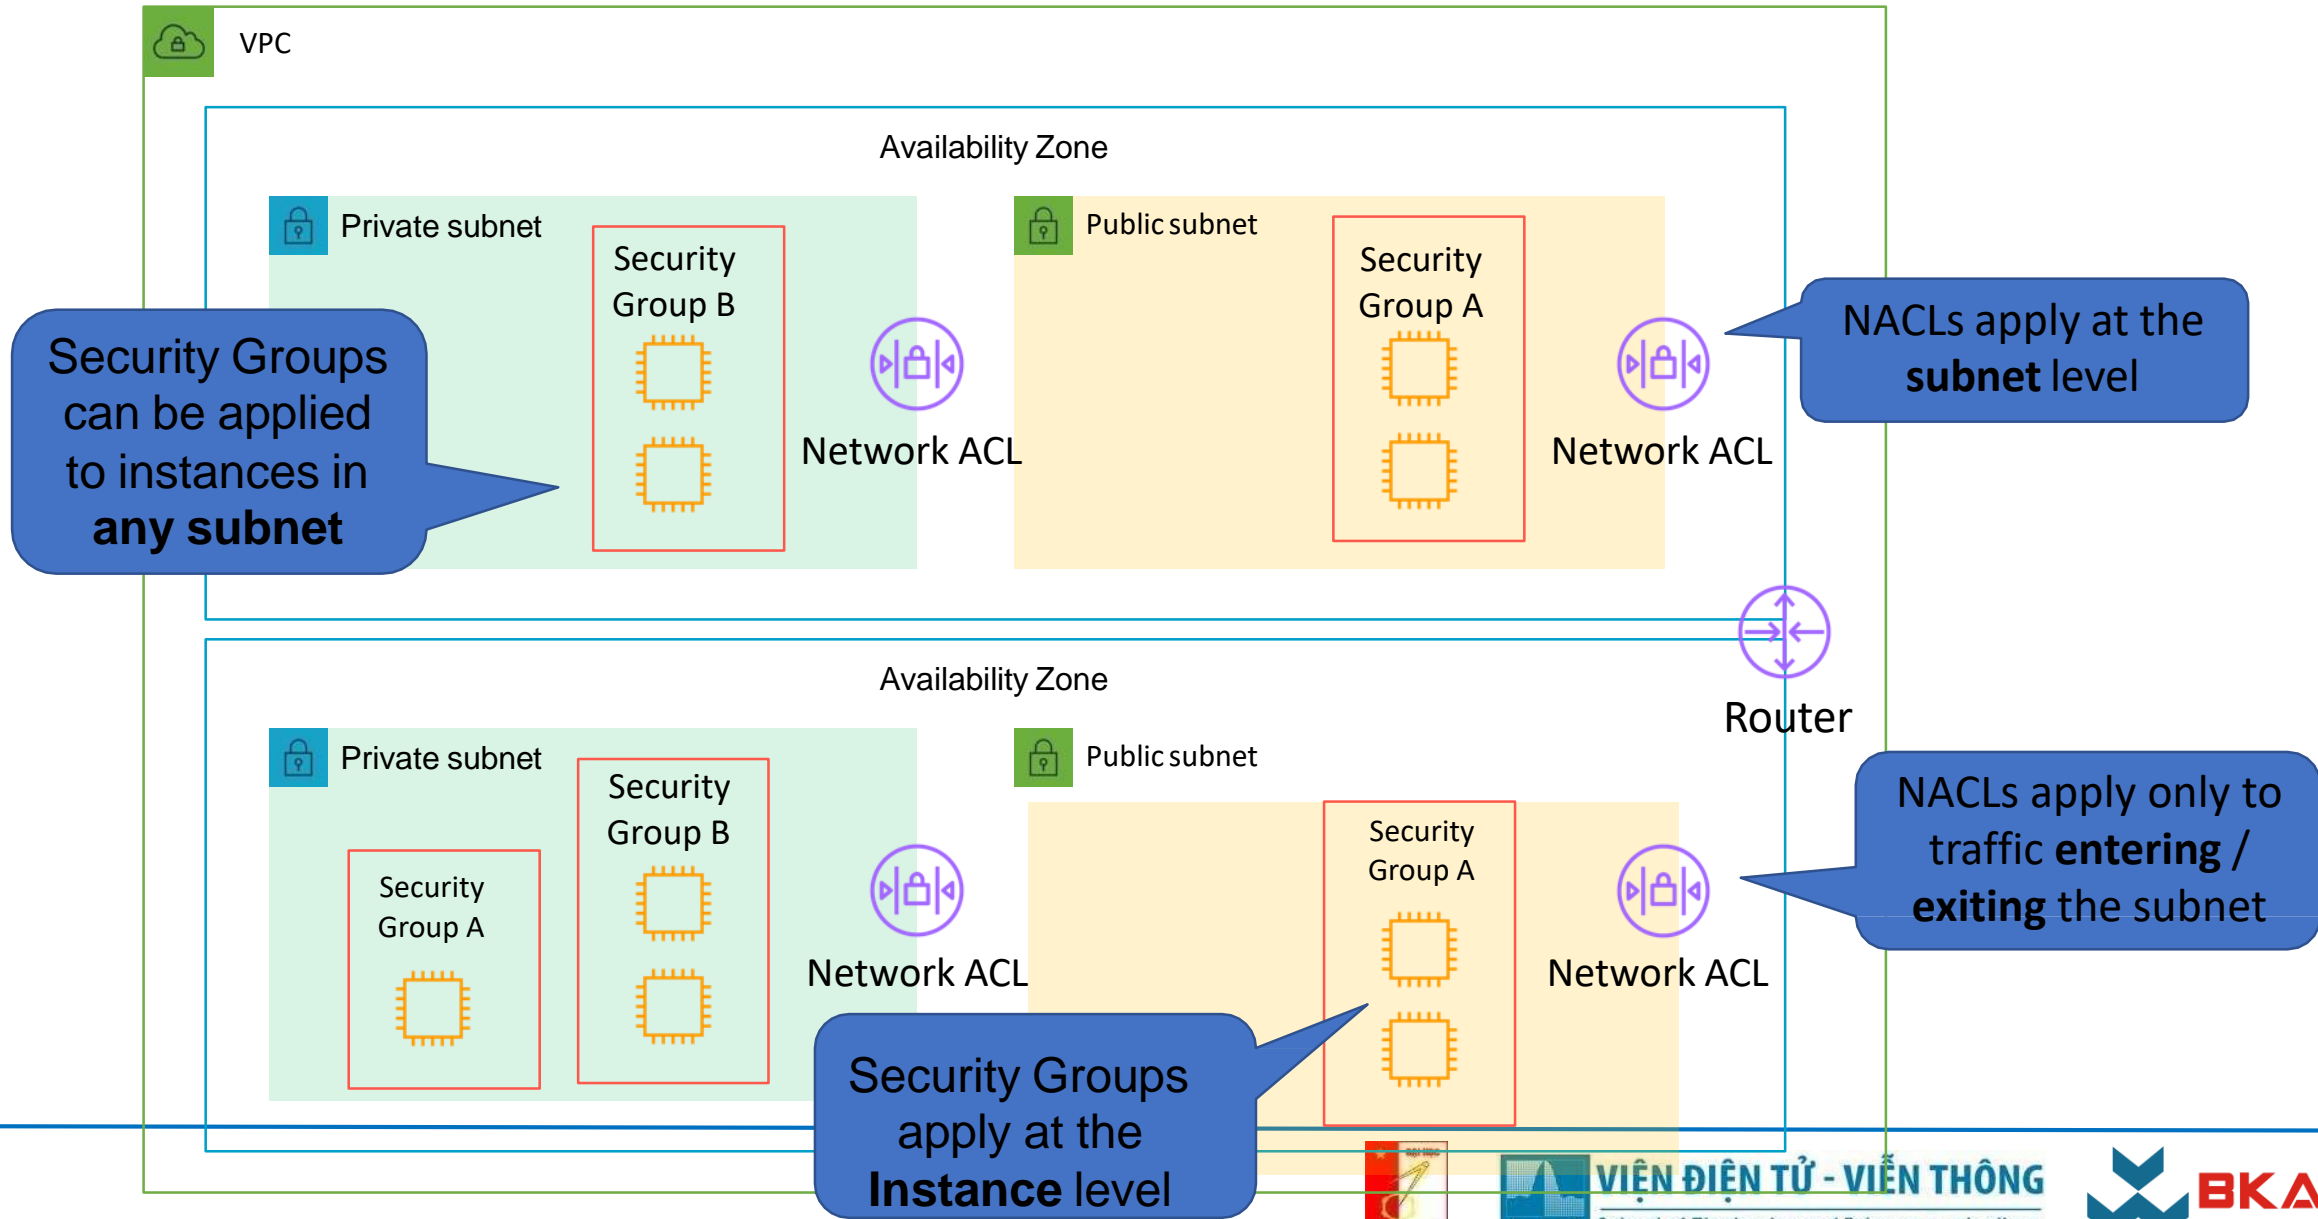 VPC
Availability Zone
Private subnet
Security
Group B
Network ACL
Public subnet
Security
Group A
Network ACL
Security Groups
can be applied
to instances in
any subnet
NACLs apply at the
subnet level
Router
Availability Zone
Private subnet
Security
Group A
Security
Group B
Network ACL
Public subnet
Security
Group A
Network ACL
NACLs apply only to
traffic entering /
exiting the subnet
Security Groups
apply at the
Instance level
ĐẠI HỌC
VIỆN ĐIỆN TỬ - VIỄN THÔNG
BKA